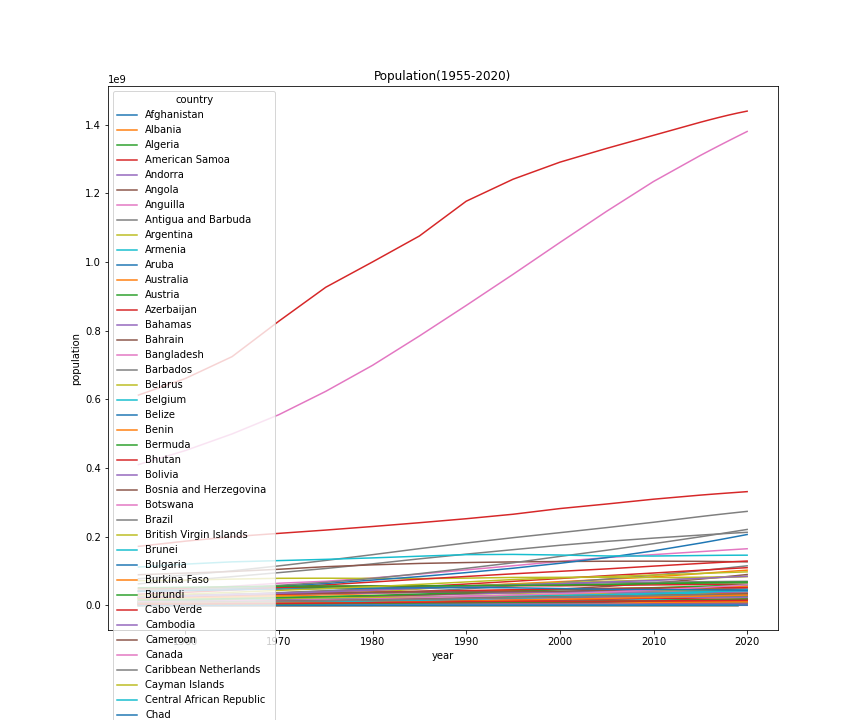 Population(1955-2020)
1e9
country
Afghanistan
Albania
Algeria
American Samoa
Andorra
Angola
Anguilla
Antigua and Barbuda
Argentina
Armenia
Aruba
Australia
Austria
Azerbaijan
Bahamas
Bahrain
Bangladesh
Barbados
Belarus
Belgium
Belize
Benin
Bermuda
Bhutan
Bolivia
Bosnia and Herzegovina
Botswana
Brazil
British Virgin Islands
Brunei
Bulgaria
Burkina Faso
Burundi
Cabo Verde
Cambodia
Cameroon
Canada
Caribbean Netherlands
Cayman Islands
Central African Republic
Chad
1.4
1.2
1.0
0.8
0.6
0.4
0.2
0.0
population
1970 1980 1990 2000 2010 2020
year